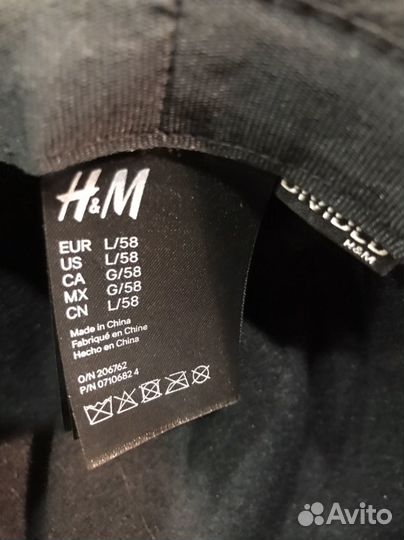 H&M
EUR L/58
US L/58
CA G/58
MX G/58
CN L/58
Made in China
Fabriqué en Chine
Hecho en China
O/N 206762
P/N 0710682 4
DIVIDED
H&M
Avito